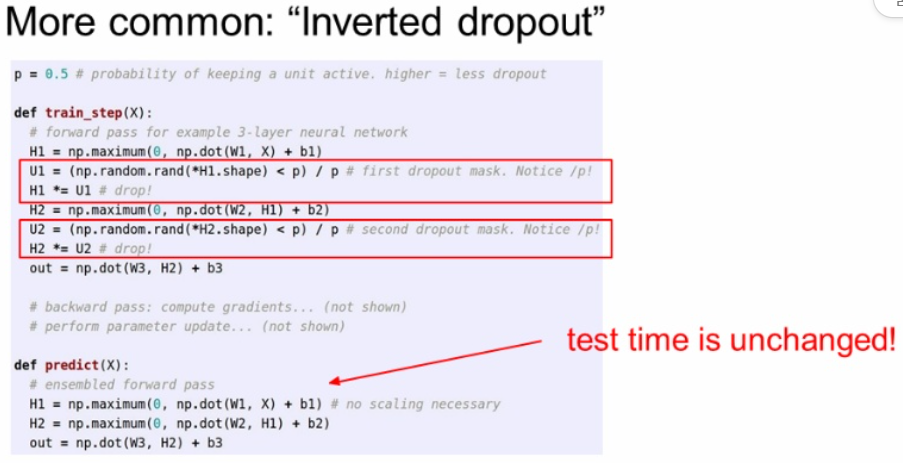 More common: “Inverted dropout”
p = 0.5 # probability of keeping a unit active. higher = less dropout
def train_step(X):
# forward pass for example 3-layer neural network
H1 = np.maximum(0, np.dot(W1, X) + b1)
U1 = (np.random.rand(*H1.shape) < p) / p # first dropout mask. Notice /p!
H1 *= U1 # drop!
H2 = np.maximum(0, np.dot(W2, H1) + b2)
U2 = (np.random.rand(*H2.shape) < p) / p # second dropout mask. Notice /p!
H2 *= U2 # drop!
out = np.dot(W3, H2) + b3
# backward pass: compute gradients... (not shown)
# perform parameter update... (not shown)
test time is unchanged!
def predict(X):
# ensembled forward pass
H1 = np.maximum(0, np.dot(W1, X) + b1) # no scaling necessary
H2 = np.maximum(0, np.dot(W2, H1) + b2)
out = np.dot(W3, H2) + b3